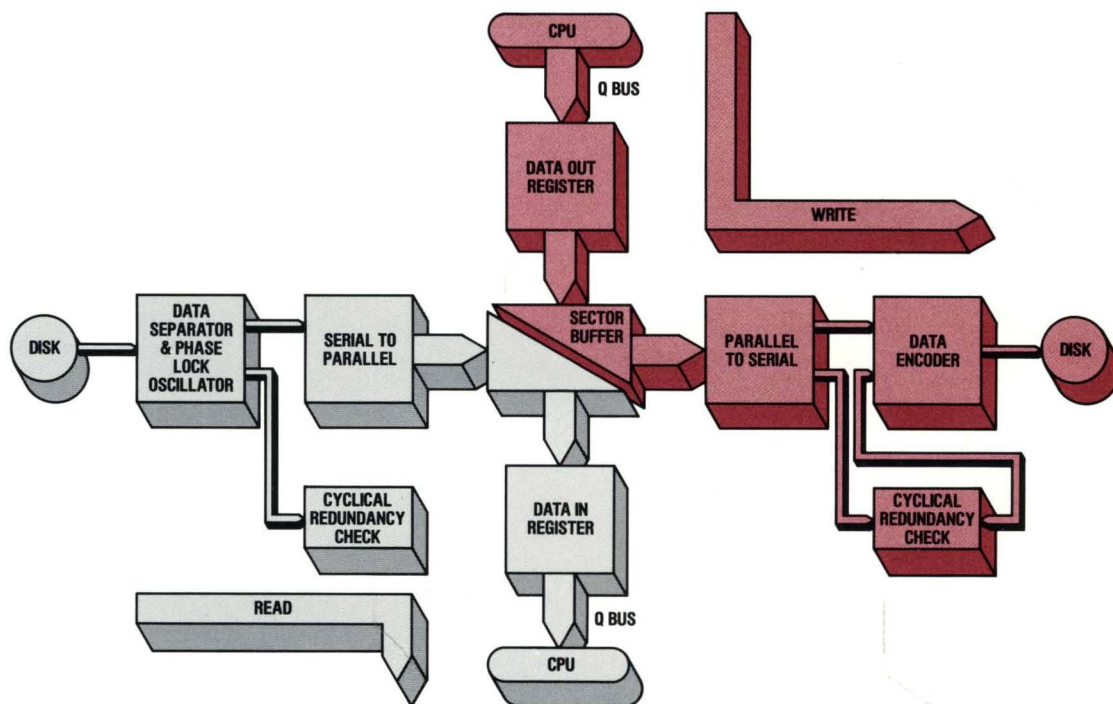 CPU
Q BUS
DATA OUT
REGISTER
WRITE
SECTOR
BUFFER
DISK
DATA
SEPARATOR
& PHASE
LOCK
OSCILLATOR
SERIAL TO
PARALLEL
PARALLEL
TO SERIAL
DATA
ENCODER
DISK
CYCLICAL
REDUNDANCY
CHECK
DATA IN
REGISTER
CYCLICAL
REDUNDANCY
CHECK
READ
Q BUS
CPU